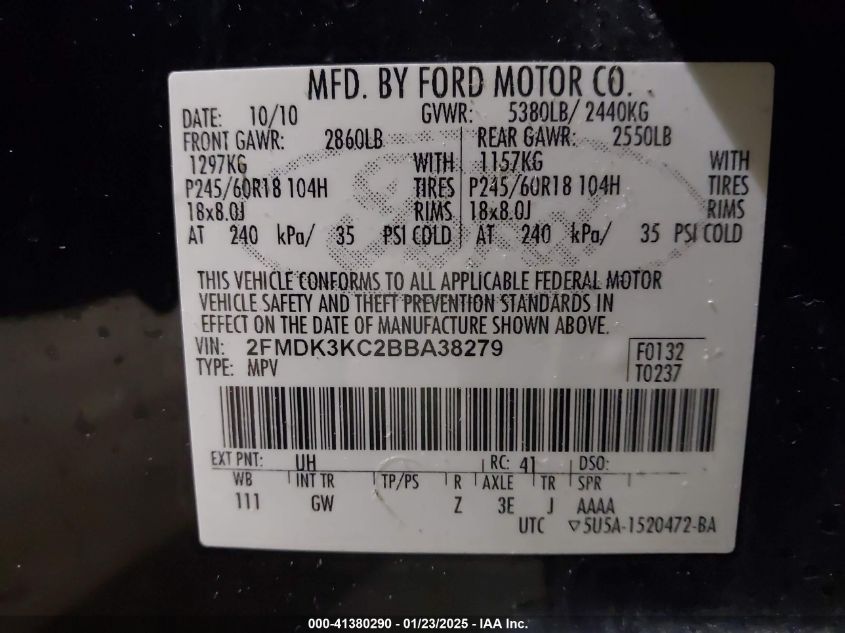 MFD. BY FORD MOTOR CO.
DATE: 10/10 GVWR: 5380LB/ 2440KG
FRONT GAWR: 2860LB REAR GAWR: 2550LB
1297KG WITH 1157KG WITH
P245/60R18 104H TIRES P245/60R18 104H TIRES
18x8.0J RIMS 18x8.0J RIMS
AT 240 kPa/ 35 PSI COLD AT 240 kPa/ 35 PSI COLD
THIS VEHICLE CONFORMS TO ALL APPLICABLE FEDERAL MOTOR
VEHICLE SAFETY AND THEFT PREVENTION STANDARDS IN
EFFECT ON THE DATE OF MANUFACTURE SHOWN ABOVE.
VIN: 2FMDK3KC2BBA38279 F0132
TYPE: MPV T0237
EXT PNT: UH RC: 41 DSO:
WB INT TR TP/PS R AXLE TR SPR
111 GW Z 3E J AAAA
UTC ▽5U5A-1520472-BA
000-41380290 - 01/23/2025 - IAA Inc.